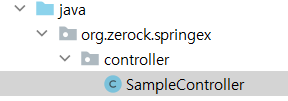 java
org.zerock.springex
controller
C SampleController